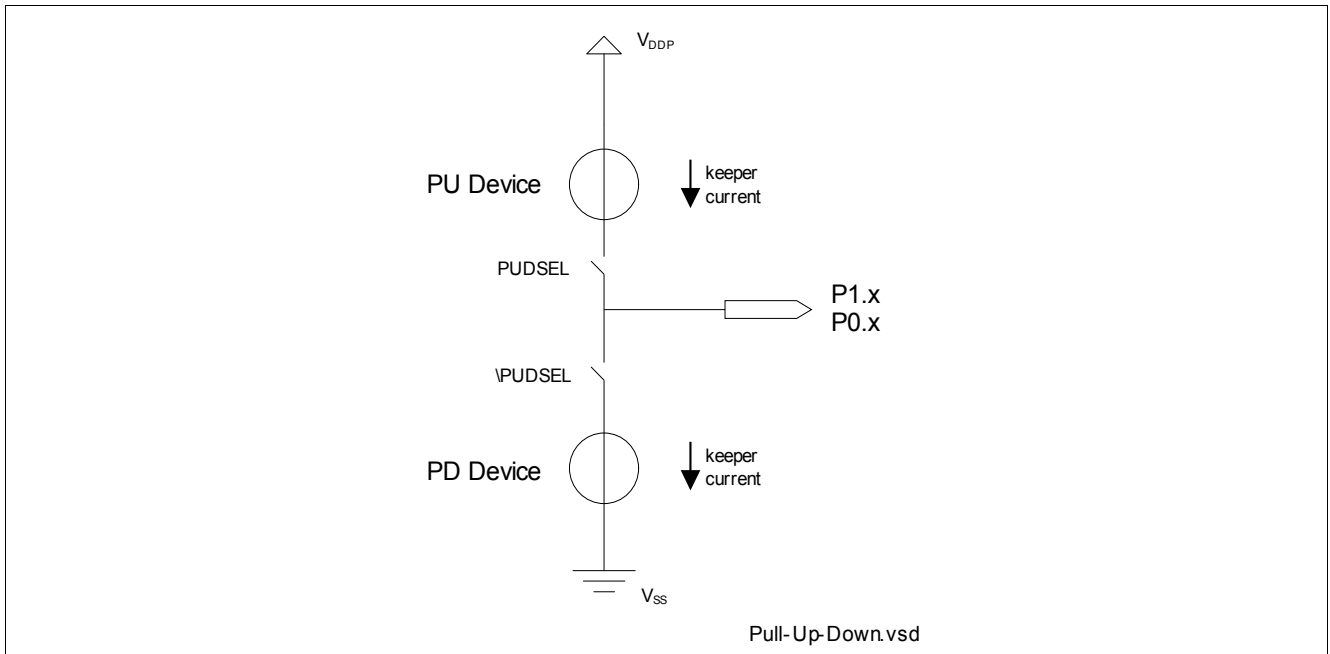 VDDP
PU Device
keeper
current
PUDSEL
P1.x
P0.x
\PUDSEL
PD Device
keeper
current
VSS
Pull-Up-Down.vsd